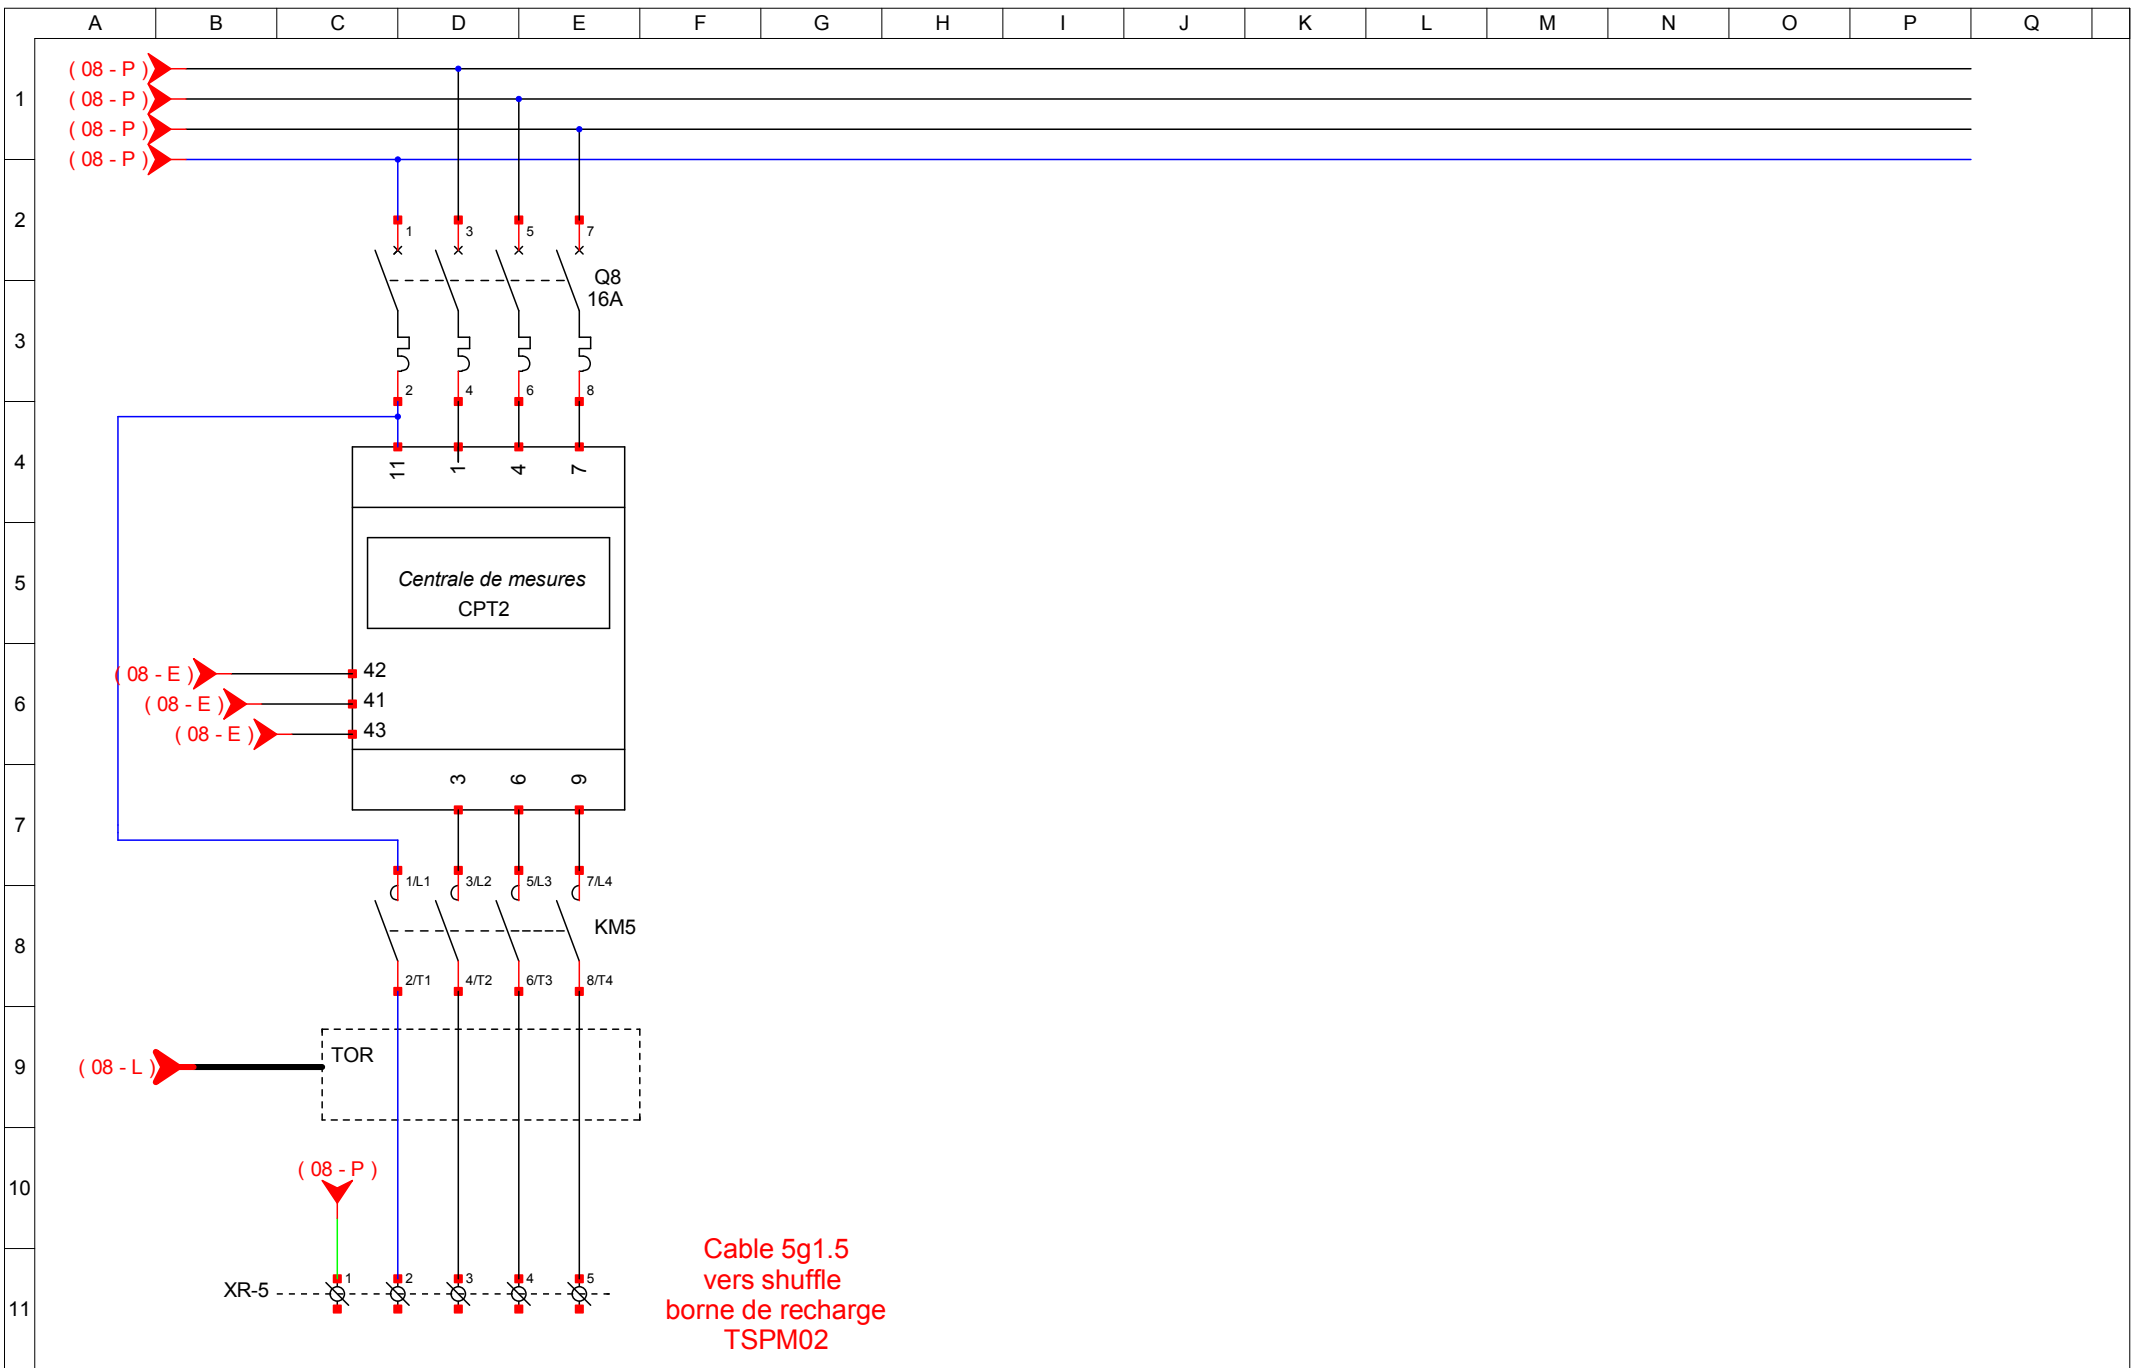 A B C D E F G H I J K L M N O P Q
( 08 - P )
1 ( 08 - P )
( 08 - P )
( 08 - P )
2
1 3 5 7
Q8
16A
3
2 4 6 8
4
11 1 4 7
5
Centrale de mesures
CPT2
( 08 - E ) 42
6 ( 08 - E ) 41
( 08 - E ) 43
3 6 9
7
1/L1 3/L2 5/L3 7/L4
KM5
8
2/T1 4/T2 6/T3 8/T4
TOR
9 ( 08 - L )
( 08 - P )
10
Cable 5g1.5
vers shuffle
borne de recharge
TSPM02
1 2 3 4 5
XR-5
11